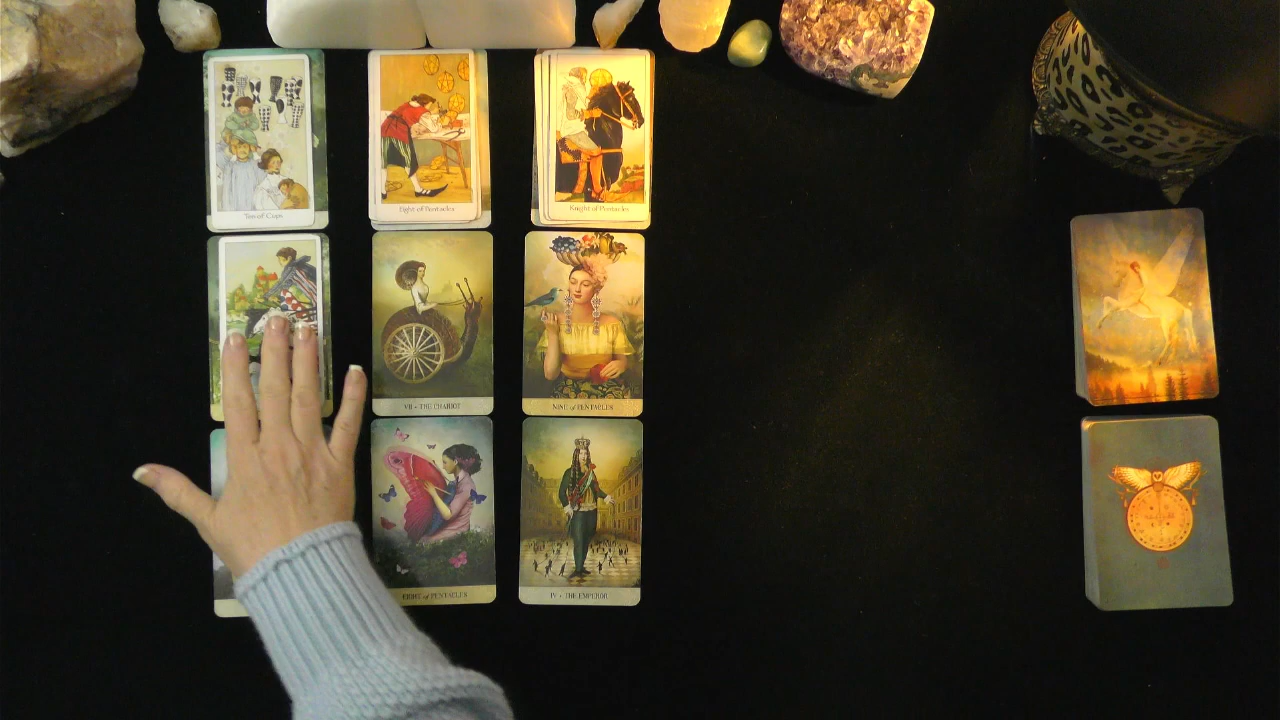 Ten of Cups
Eight of Pentacles
Knight of Pentacles
VII • THE CHARIOT
NINE of PENTACLES
EIGHT of PENTACLES
IV • THE EMPEROR